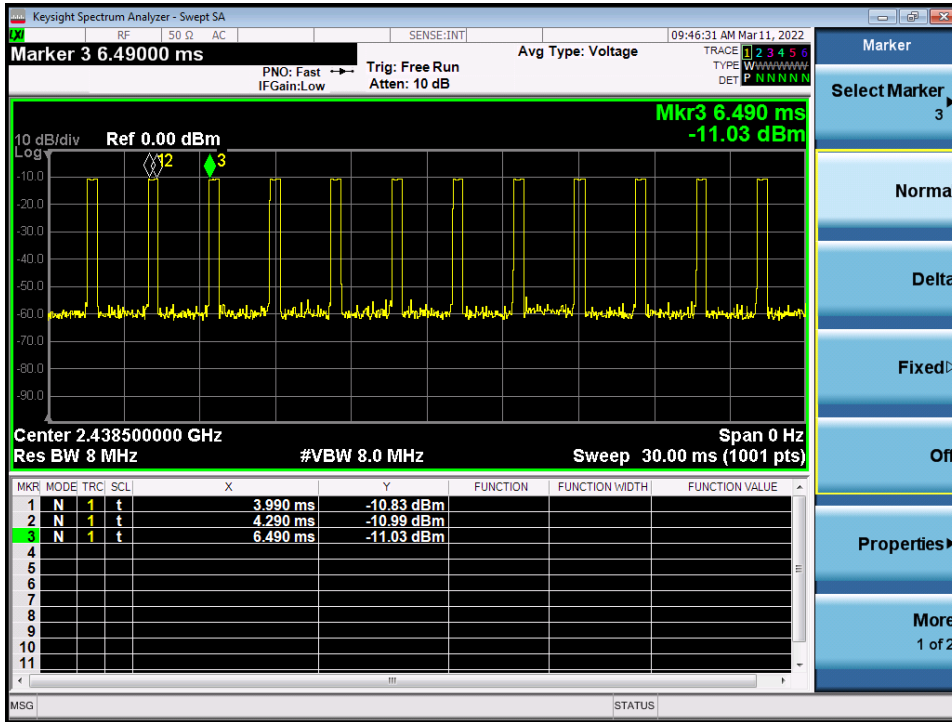 Keysight Spectrum Analyzer - Swept SA
LXI RF 50 Ω AC SENSE:INT 09:46:31 AM Mar 11, 2022
Marker 3 6.49000 ms
PNO: Fast
IFGain:Low
Trig: Free Run
Atten: 10 dB
Avg Type: Voltage
TRACE 1 2 3 4 5 6
TYPE W W W W W W
DET P N N N N N
Mkr3 6.490 ms
-11.03 dBm
10 dB/div Ref 0.00 dBm
Log
1 2 3
-10.0
-20.0
-30.0
-40.0
-50.0
-60.0
-70.0
-80.0
-90.0
Center 2.438500000 GHz Span 0 Hz
Res BW 8 MHz #VBW 8.0 MHz Sweep 30.00 ms (1001 pts)
MKR MODE TRC SCL X Y FUNCTION FUNCTION WIDTH FUNCTION VALUE
1 N 1 t 3.990 ms -10.83 dBm
2 N 1 t 4.290 ms -10.99 dBm
3 N 1 t 6.490 ms -11.03 dBm
4
5
6
7
8
9
10
11
MSG STATUS
Marker
Select Marker
3
Norma
Delta
Fixed
Off
Properties
More
1 of 2